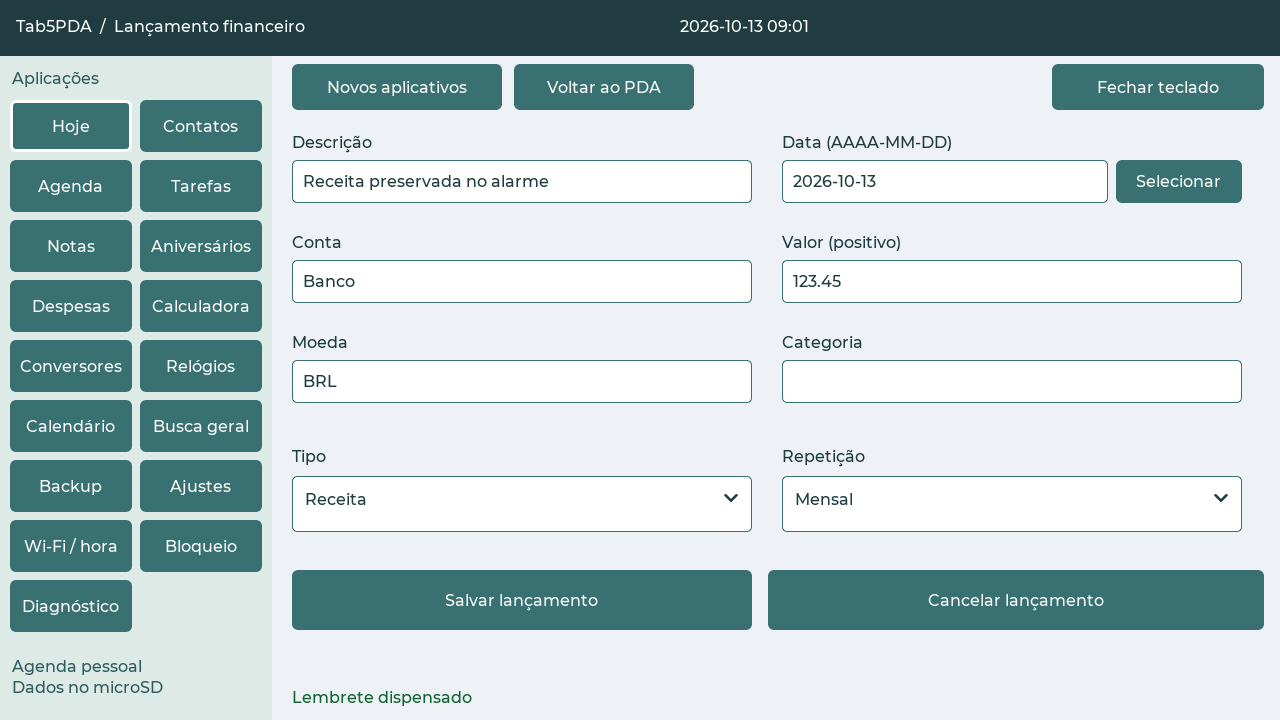 Tab5PDA / Lançamento financeiro
2026-10-13 09:01
Aplicações
Hoje
Contatos
Agenda
Tarefas
Notas
Aniversários
Despesas
Calculadora
Conversores
Relógios
Calendário
Busca geral
Backup
Ajustes
Wi-Fi / hora
Bloqueio
Diagnóstico
Agenda pessoal
Dados no microSD
Novos aplicativos
Voltar ao PDA
Fechar teclado
Descrição
Receita preservada no alarme
Data (AAAA-MM-DD)
2026-10-13
Selecionar
Conta
Banco
Valor (positivo)
123.45
Moeda
BRL
Categoria
Tipo
Receita
Repetição
Mensal
Salvar lançamento
Cancelar lançamento
Lembrete dispensado